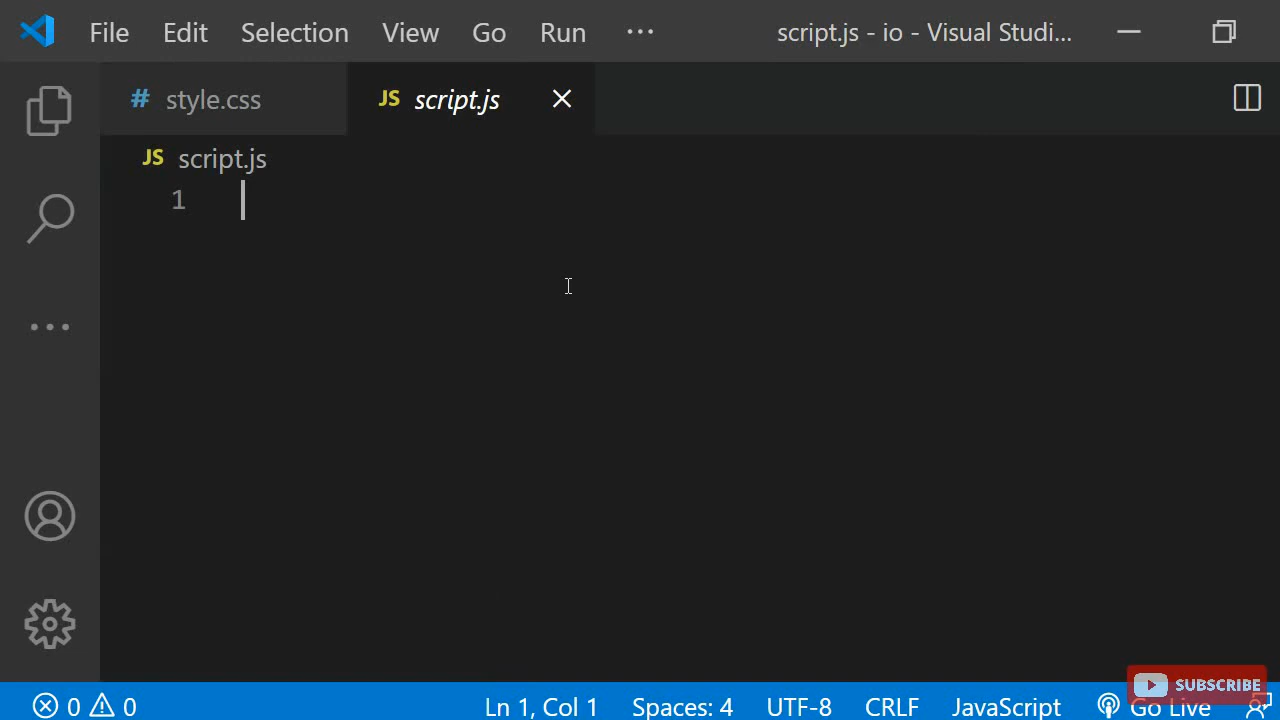 File Edit Selection View Go Run ··· script.js - io - Visual Studi...
# style.css JS script.js
JS script.js
1
0 0 Ln 1, Col 1 Spaces: 4 UTF-8 CRLF JavaScript Go Live
SUBSCRIBE